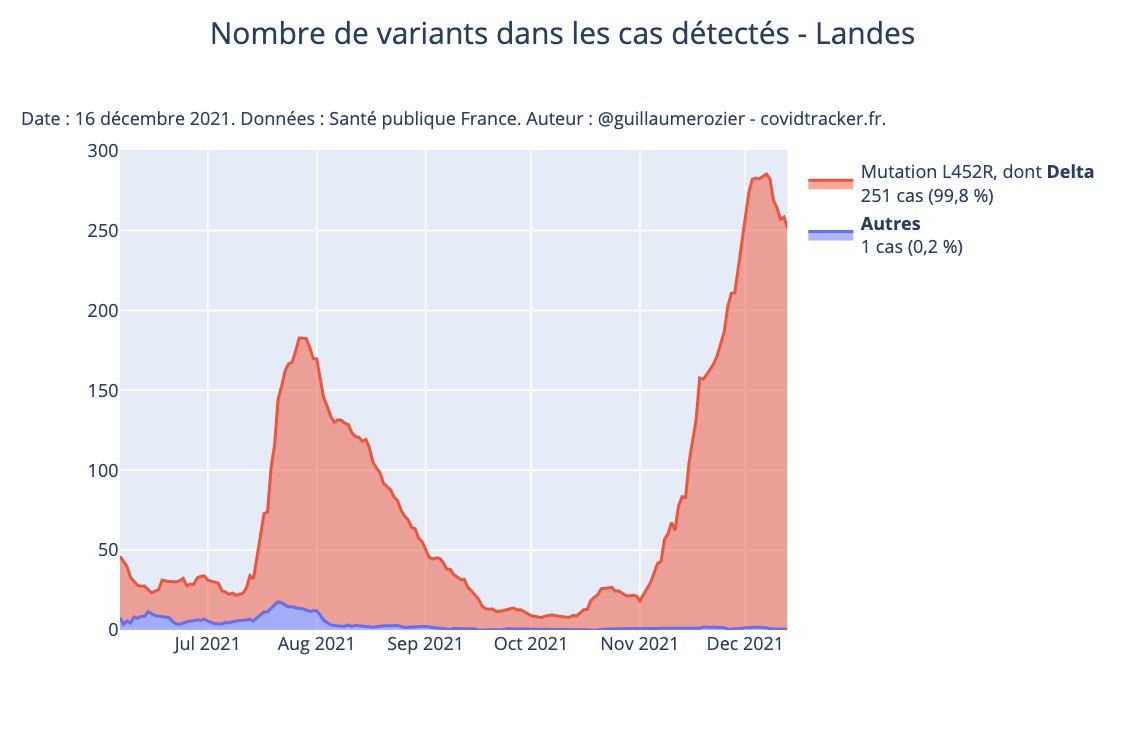 Nombre de variants dans les cas détectés - Landes
Date : 16 décembre 2021. Données : Santé publique France. Auteur : @guillaumerozier - covidtracker.fr.
300
250
200
150
100
50
0
Jul 2021
Aug 2021
Sep 2021
Oct 2021
Nov 2021
Dec 2021
Mutation L452R, dont Delta
251 cas (99,8 %)
Autres
1 cas (0,2 %)